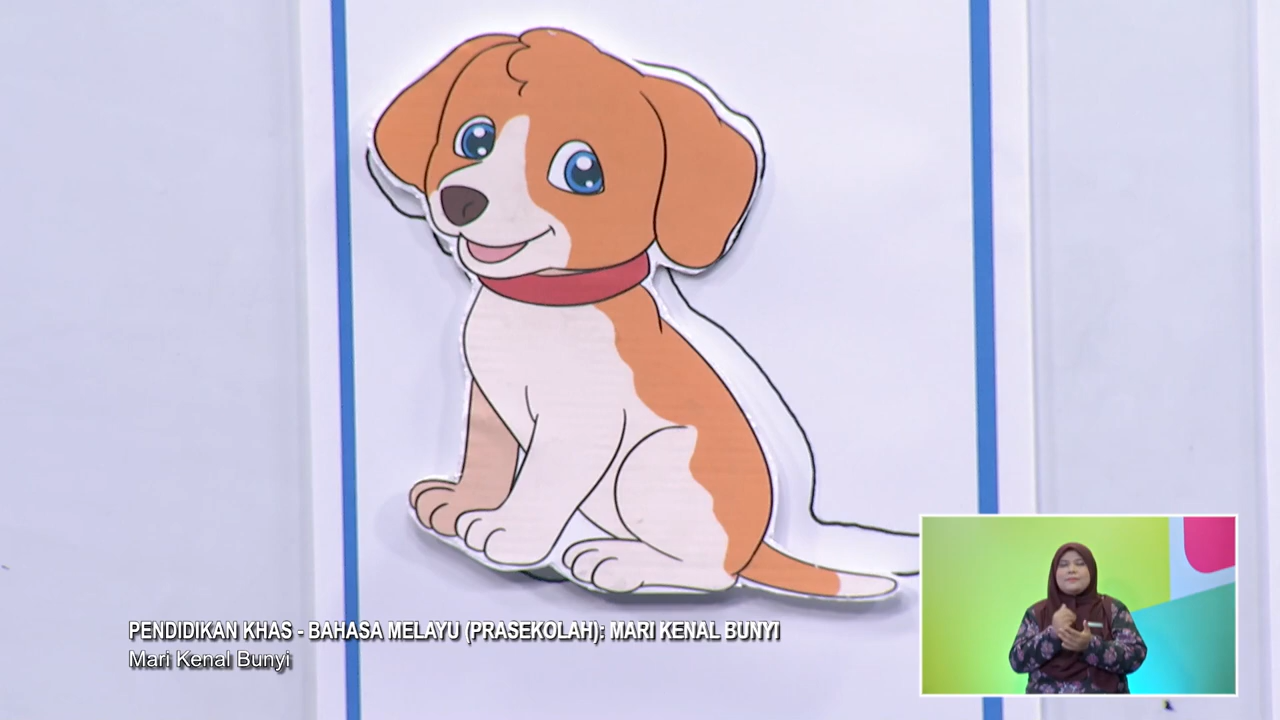 PENDIDIKAN KHAS - BAHASA MELAYU (PRASEKOLAH): MARI KENAL BUNYI
Mari Kenal Bunyi